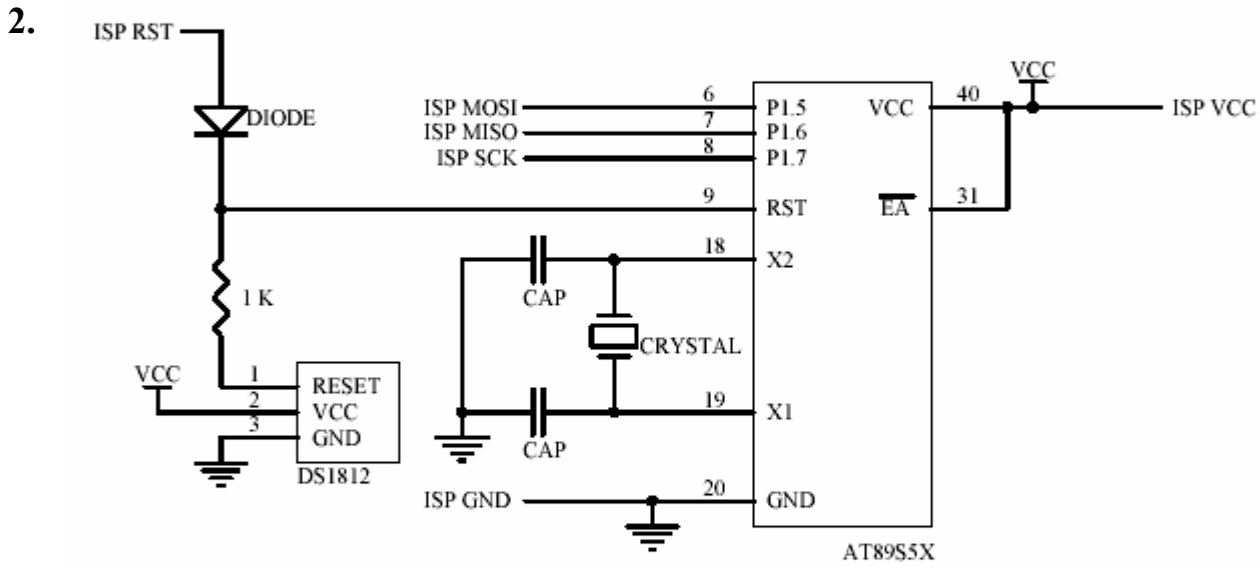 2.
ISP RST
DIODE
1 K
VCC
1 RESET
2 VCC
3 GND
DS1812
ISP MOSI 6 P1.5
ISP MISO 7 P1.6
ISP SCK 8 P1.7
9 RST
18 X2
CAP
CRYSTAL
19 X1
CAP
ISP GND 20 GND
VCC 40
VCC
ISP VCC
EA 31
AT89S5X